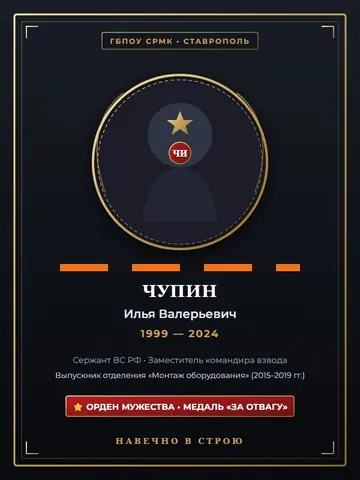 ГБПОУ СРМК • СТАВРОПОЛЬ
ЧИ
ЧУПИН
Илья Валерьевич
1999 — 2024
Сержант ВС РФ • Заместитель командира взвода
Выпускник отделения «Монтаж оборудования» (2015–2019 гг.)
ОРДЕН МУЖЕСТВА • МЕДАЛЬ «ЗА ОТВАГУ»
НАВЕЧНО В СТРОЮ